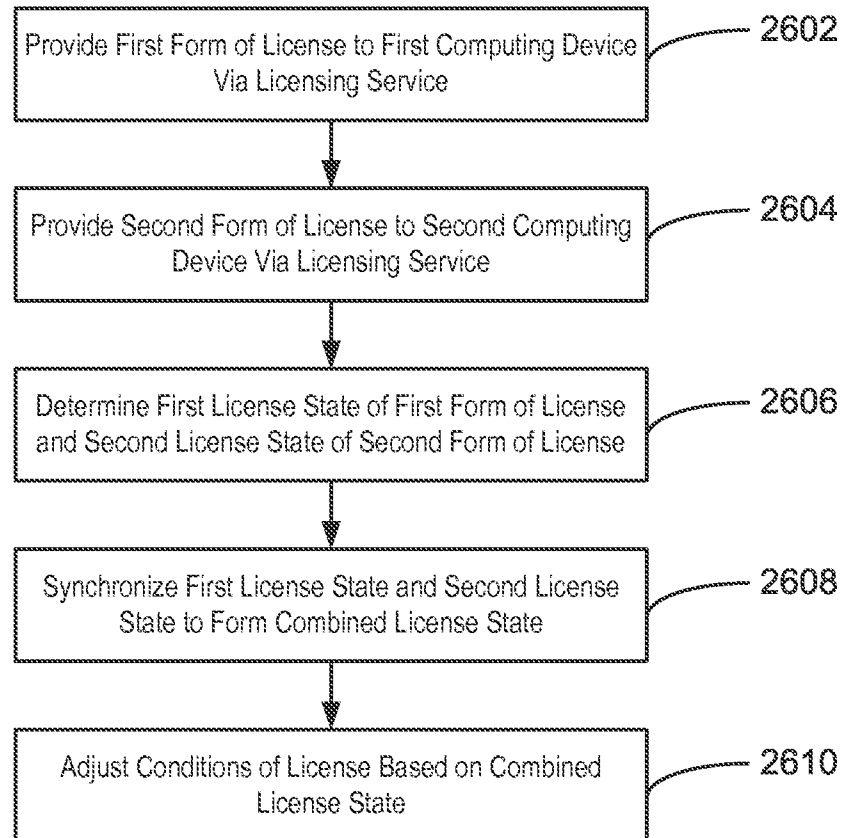 Provide First Form of License to First Computing Device
Via Licensing Service
2602
Provide Second Form of License to Second Computing
Device Via Licensing Service
2604
Determine First License State of First Form of License
and Second License State of Second Form of License
2606
Synchronize First License State and Second License
State to Form Combined License State
2608
Adjust Conditions of License Based on Combined
License State
2610